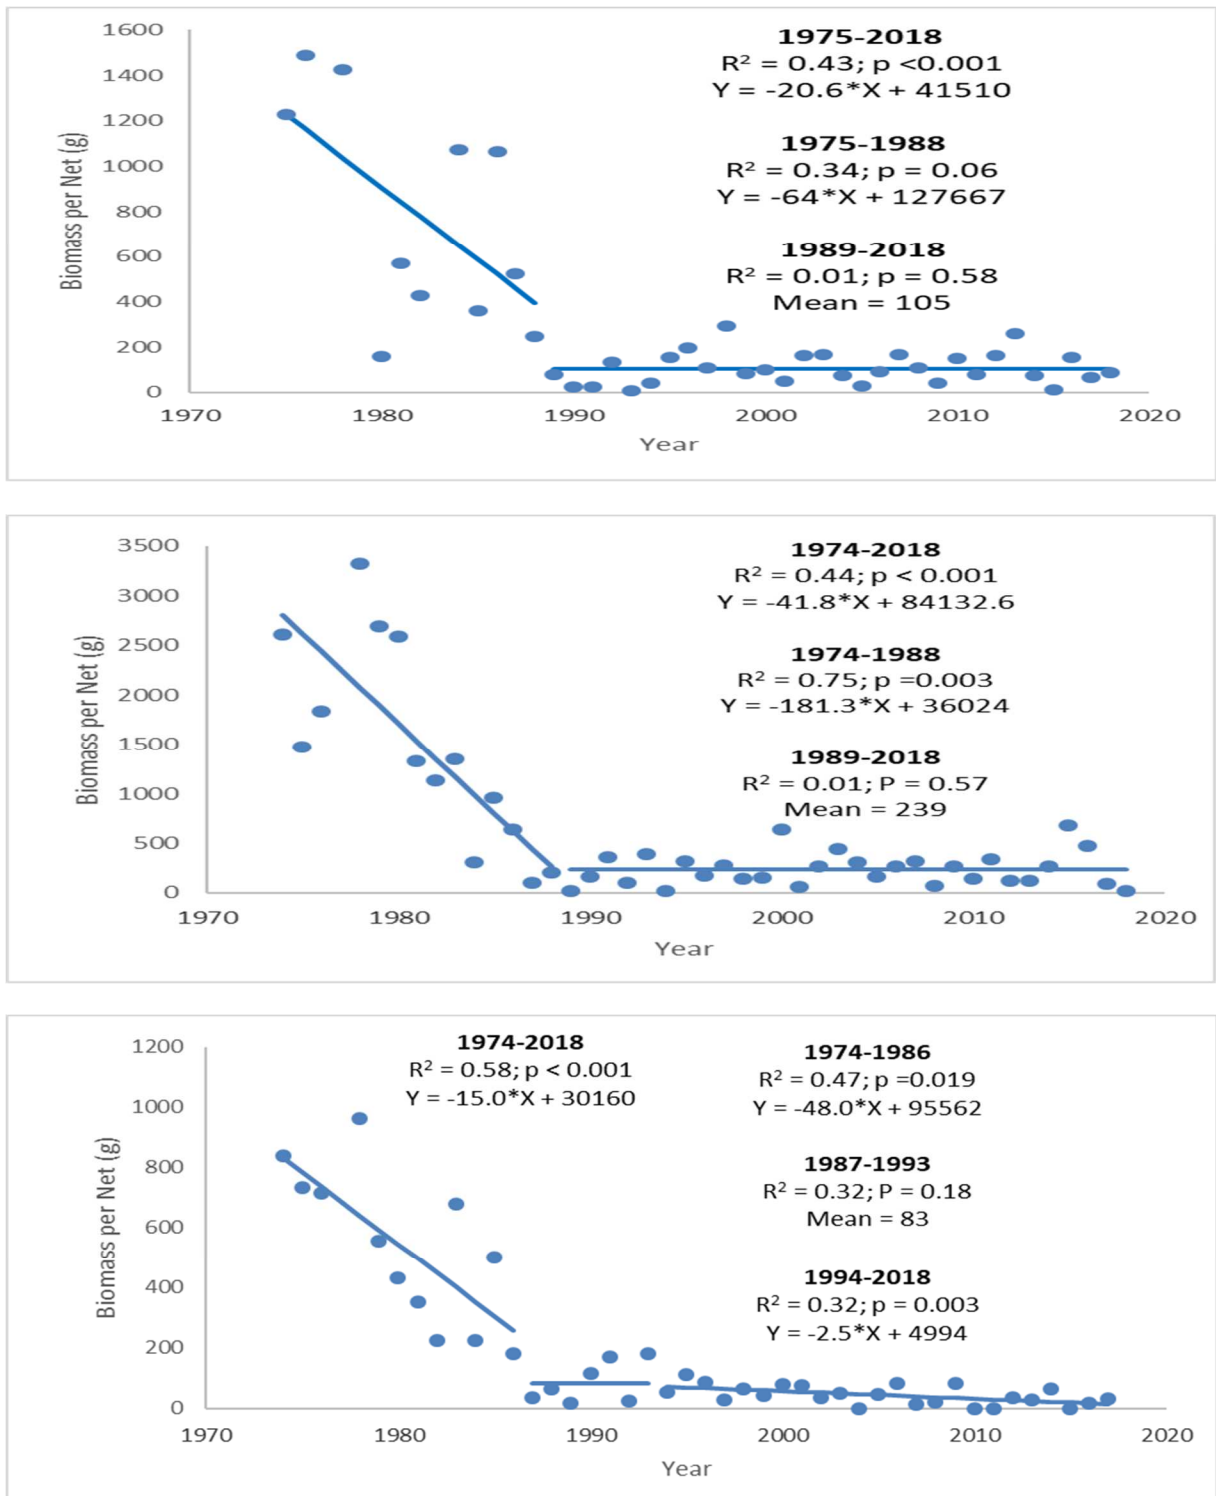 1600
1400
1200
1000
800
600
400
200
0
Biomass per Net (g)
1975-2018
R² = 0.43; p <0.001
Y = -20.6*X + 41510
1975-1988
R² = 0.34; p = 0.06
Y = -64*X + 127667
1989-2018
R² = 0.01; p = 0.58
Mean = 105
1970 1980 1990 2000 2010 2020
Year
3500
3000
2500
2000
1500
1000
500
0
Biomass per Net (g)
1974-2018
R² = 0.44; p < 0.001
Y = -41.8*X + 84132.6
1974-1988
R² = 0.75; p =0.003
Y = -181.3*X + 36024
1989-2018
R² = 0.01; P = 0.57
Mean = 239
1970 1980 1990 2000 2010 2020
Year
1200
1000
800
600
400
200
0
Biomass per Net (g)
1974-2018
R² = 0.58; p < 0.001
Y = -15.0*X + 30160
1974-1986
R² = 0.47; p =0.019
Y = -48.0*X + 95562
1987-1993
R² = 0.32; P = 0.18
Mean = 83
1994-2018
R² = 0.32; p = 0.003
Y = -2.5*X + 4994
1970 1980 1990 2000 2010 2020
Year